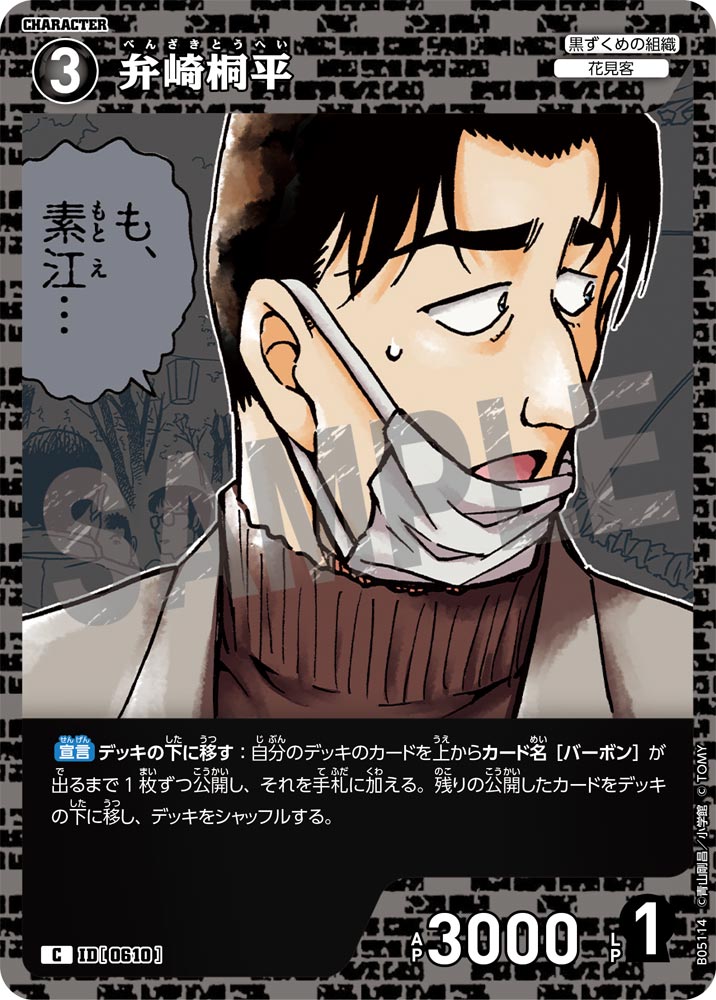 CHARACTER
3
べんざきとうへい
弁崎桐平
黒ずくめの組織
花見客
も、
素江…
もとえ
SAMPLE
宣言 デッキの下に移す：自分のデッキのカードを上からカード名［バーボン］が
出るまで1枚ずつ公開し、それを手札に加える。残りの公開したカードをデッキ
の下に移し、デッキをシャッフルする。
C ID[0610]
AP 3000 LP 1
B05114 ©青山剛昌／小学館 ©TOMY